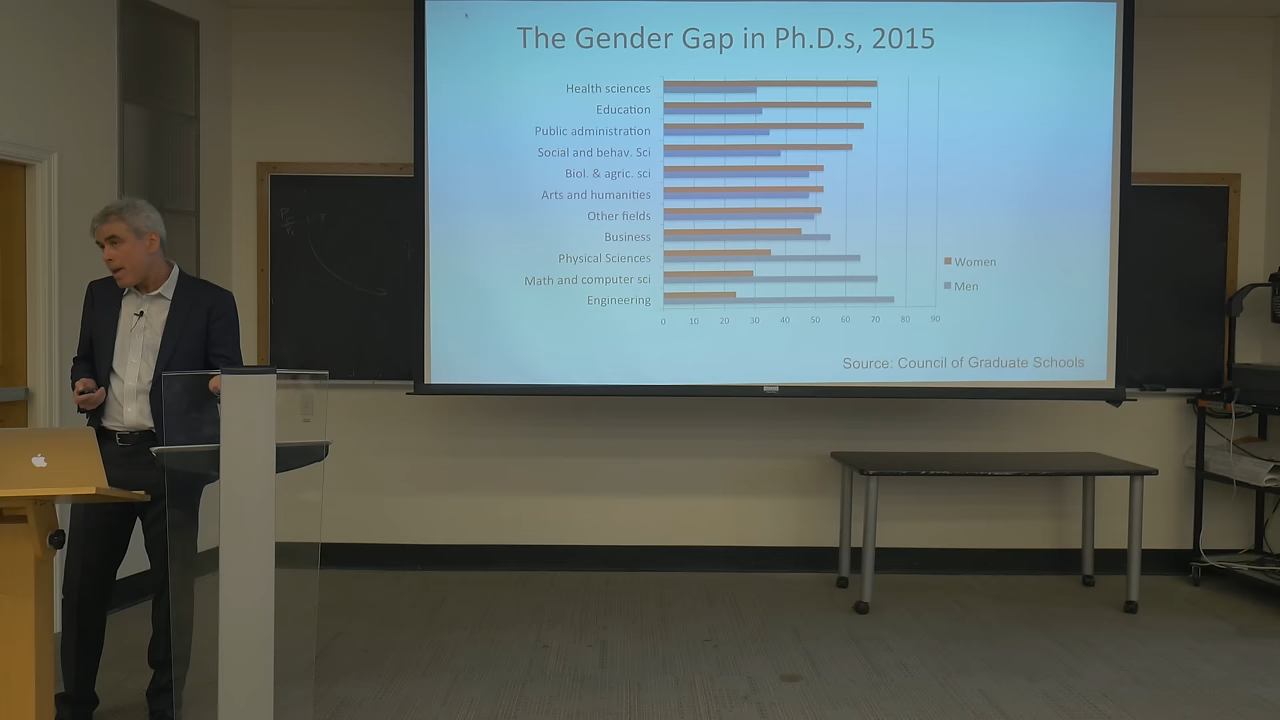 The Gender Gap in Ph.D.s, 2015
Health sciences
Education
Public administration
Social and behav. Sci
Biol. & agric. sci
Arts and humanities
Other fields
Business
Physical Sciences
Math and computer sci
Engineering
Women
Men
0 10 20 30 40 50 60 70 80 90
Source: Council of Graduate Schools